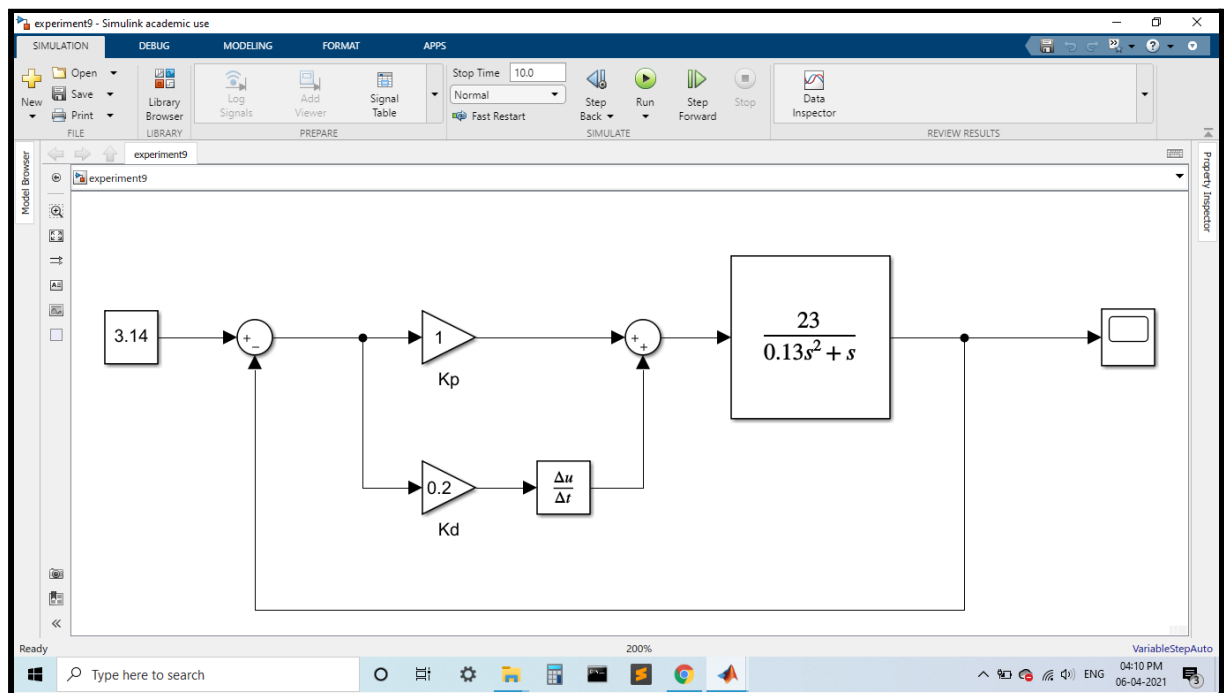 experiment9 - Simulink academic use
SIMULATION DEBUG MODELING FORMAT APPS
New
Open
Save
Print
FILE
Library
Browser
LIBRARY
Log
Signals
Add
Viewer
Signal
Table
PREPARE
Stop Time 10.0
Normal
Fast Restart
Step
Back
Run
Step
Forward
Stop
SIMULATE
Data
Inspector
REVIEW RESULTS
Model Browser
experiment9
experiment9
Property Inspector
3.14
+
−
1
Kp
+
+
23
0.13s² + s
0.2
Kd
Δu
Δt
Ready 200% VariableStepAuto
Type here to search
ENG
04:10 PM
06-04-2021
3